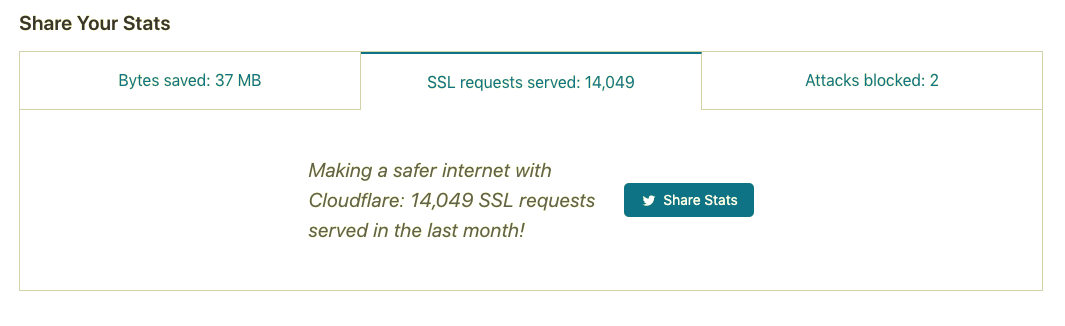 Share Your Stats
Bytes saved: 37 MB
SSL requests served: 14,049
Attacks blocked: 2
Making a safer internet with
Cloudflare: 14,049 SSL requests
served in the last month!
Share Stats